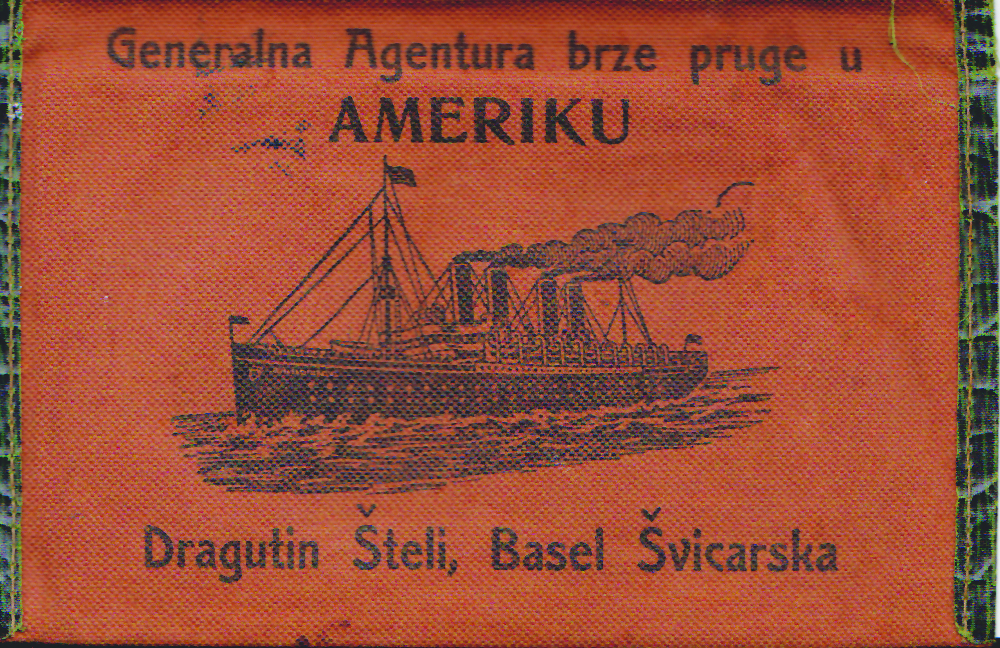 Generalna Agentura brze pruge u
AMERIKU
Dragutin Šteli, Basel Švicarska